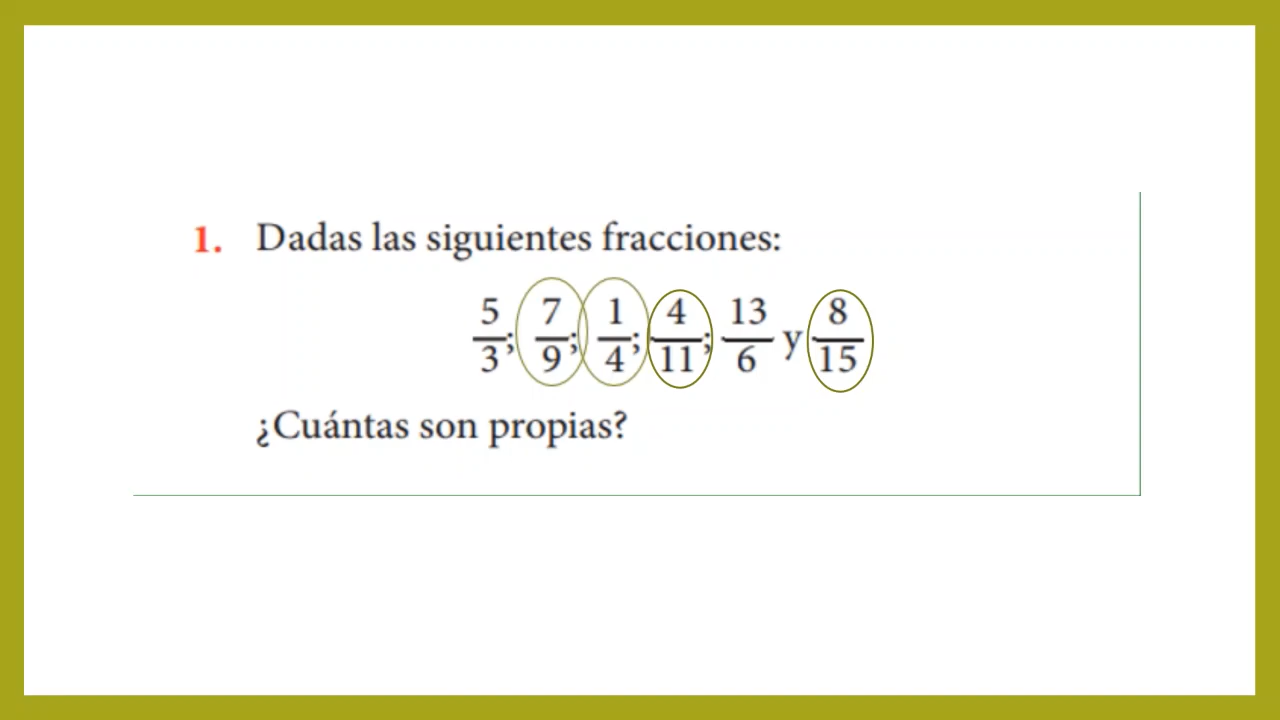 1. Dadas las siguientes fracciones:
5/3; 7/9; 1/4; 4/11; 13/6 y 8/15
¿Cuántas son propias?